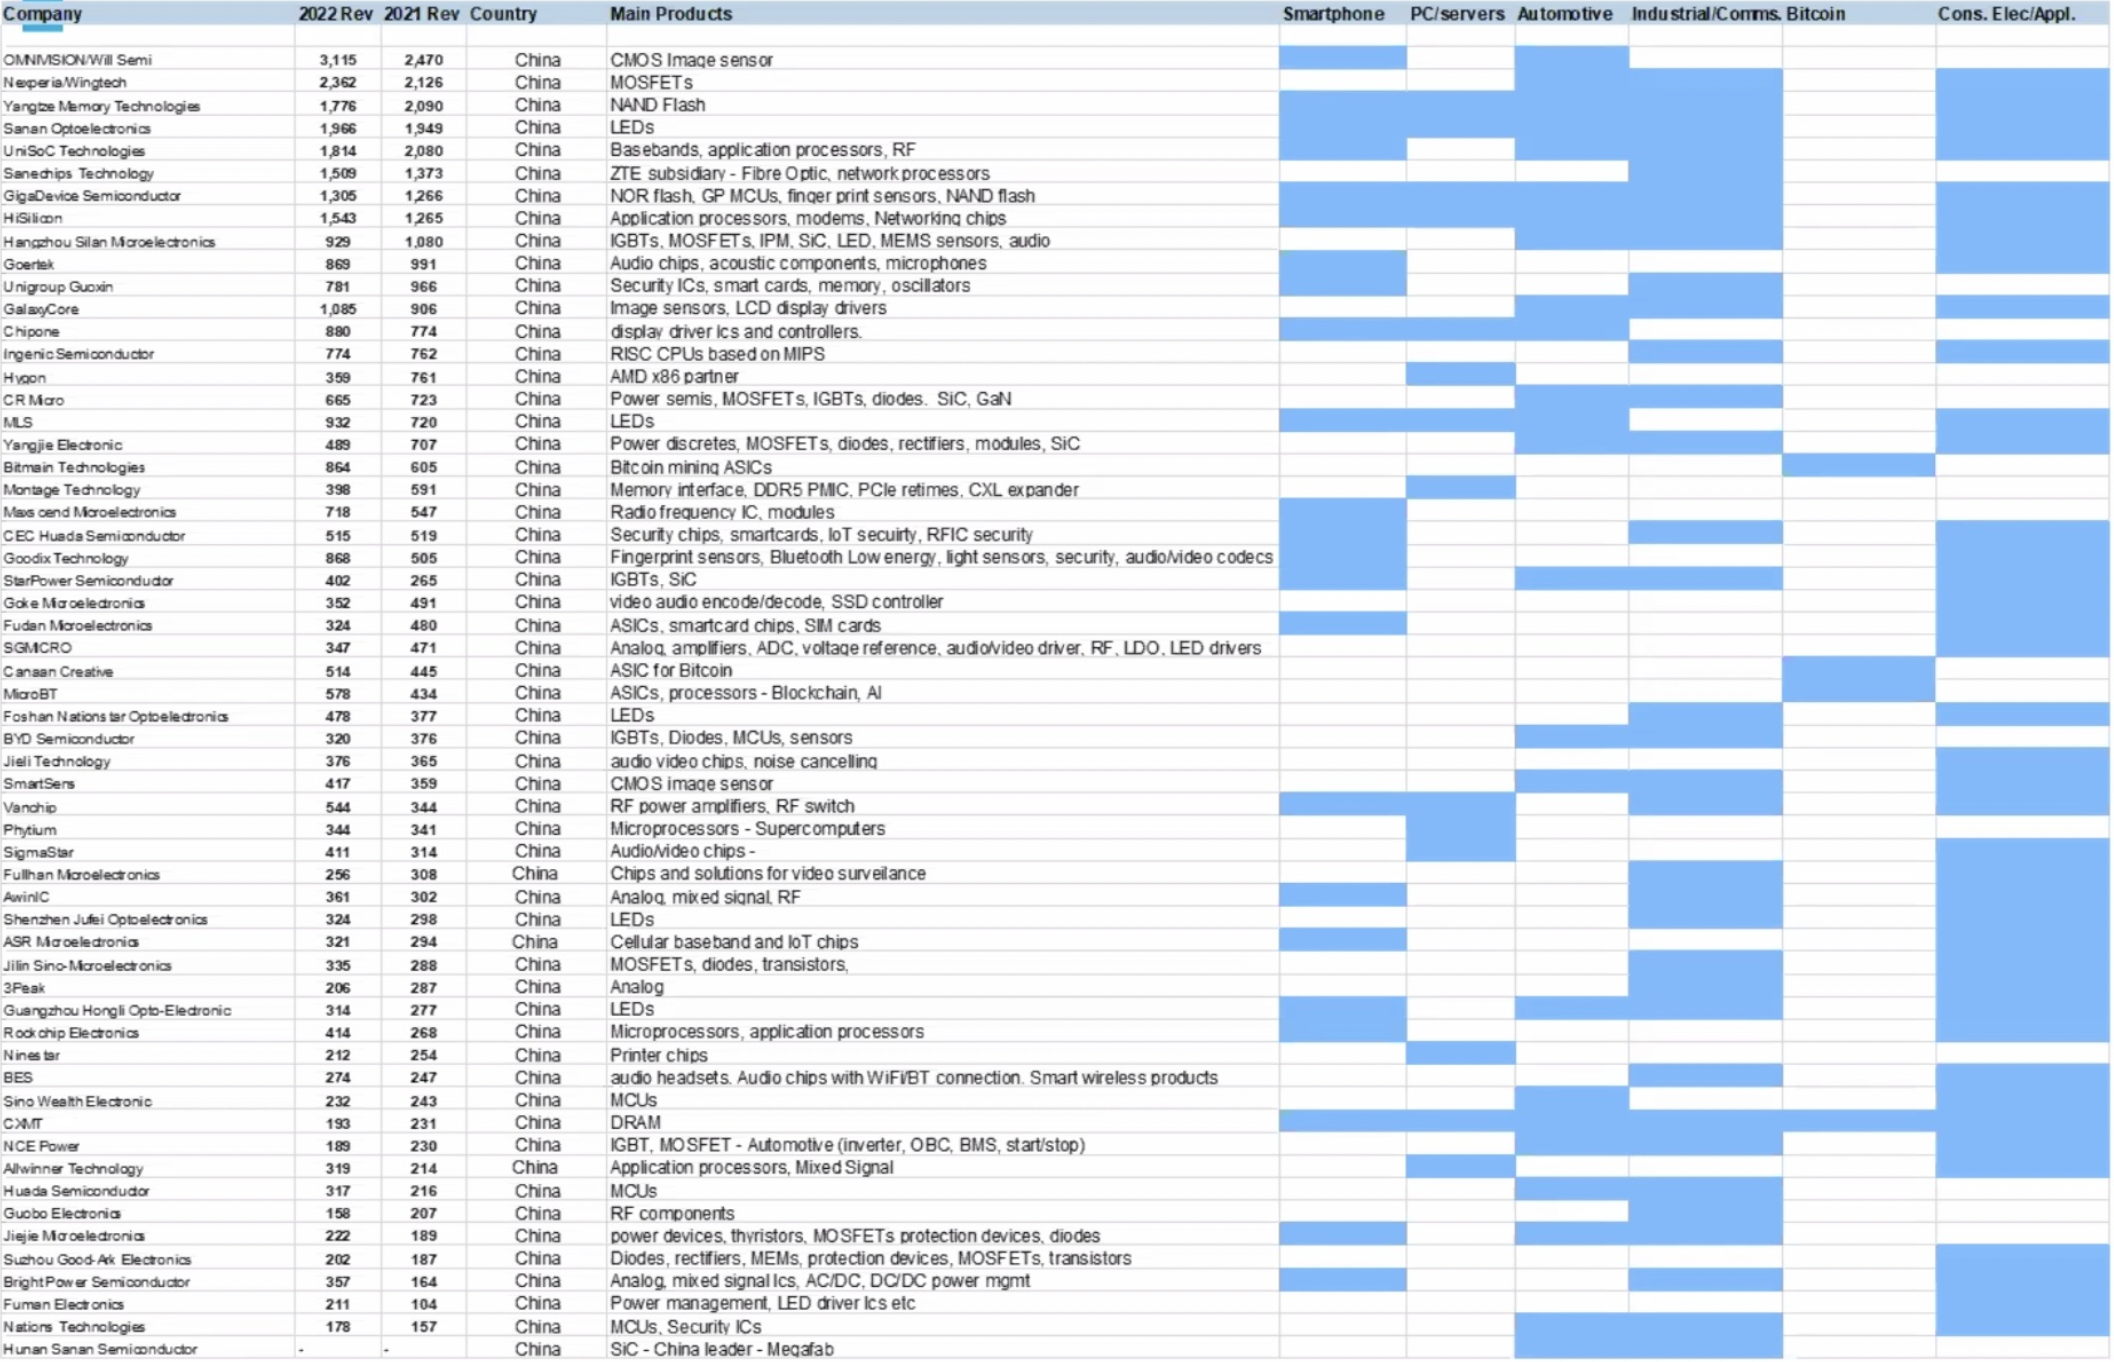 Company 2022 Rev 2021 Rev Country Main Products Smartphone PC/servers Automotive Industrial/Comms. Bitcoin Cons. Elec/Appl.
OMNIVISION/Will Semi 3,115 2,470 China CMOS Image sensor
Nexperia/Wingtech 2,362 2,126 China MOSFETs
Yangtze Memory Technologies 1,776 2,090 China NAND Flash
Sanan Optoelectronics 1,966 1,949 China LEDs
UniSoC Technologies 1,814 2,080 China Basebands, application processors, RF
Sanechips Technology 1,509 1,373 China ZTE subsidiary - Fibre Optic, network processors
GigaDevice Semiconductor 1,305 1,266 China NOR flash, GP MCUs, finger print sensors, NAND flash
HiSilicon 1,543 1,265 China Application processors, modems, Networking chips
Hangzhou Silan Microelectronics 929 1,080 China IGBTs, MOSFETs, IPM, SiC, LED, MEMS sensors, audio
Goertek 869 991 China Audio chips, acoustic components, microphones
Unigroup Guoxin 781 966 China Security ICs, smart cards, memory, oscillators
GalaxyCore 1,085 906 China Image sensors, LCD display drivers
Chipone 880 774 China display driver Ics and controllers.
Ingenic Semiconductor 774 762 China RISC CPUs based on MIPS
Hygon 359 761 China AMD x86 partner
CR Micro 665 723 China Power semis, MOSFETs, IGBTs, diodes. SiC, GaN
MLS 932 720 China LEDs
Yangjie Electronic 489 707 China Power discretes, MOSFETs, diodes, rectifiers, modules, SiC
Bitmain Technologies 864 605 China Bitcoin mining ASICs
Montage Technology 398 591 China Memory interface, DDR5 PMIC, PCIe retimes, CXL expander
Maxscend Microelectronics 718 547 China Radio frequency IC, modules
CEC Huada Semiconductor 515 519 China Security chips, smartcards, IoT secuirty, RFIC security
Goodix Technology 868 505 China Fingerprint sensors, Bluetooth Low energy, light sensors, security, audio/video codecs
StarPower Semiconductor 402 265 China IGBTs, SiC
Goke Microelectronics 352 491 China video audio encode/decode, SSD controller
Fudan Microelectronics 324 480 China ASICs, smartcard chips, SIM cards
SGMICRO 347 471 China Analog, amplifiers, ADC, voltage reference, audio/video driver, RF, LDO, LED drivers
Canaan Creative 514 445 China ASIC for Bitcoin
MicroBT 578 434 China ASICs, processors - Blockchain, AI
Foshan Nationstar Optoelectronics 478 377 China LEDs
BYD Semiconductor 320 376 China IGBTs, Diodes, MCUs, sensors
Jieli Technology 376 365 China audio video chips, noise cancelling
SmartSens 417 359 China CMOS image sensor
Vanchip 544 344 China RF power amplifiers, RF switch
Phytium 344 341 China Microprocessors - Supercomputers
SigmaStar 411 314 China Audio/video chips -
Fullhan Microelectronics 256 308 China Chips and solutions for video surveilance
AwinIC 361 302 China Analog, mixed signal, RF
Shenzhen Jufei Optoelectronics 324 298 China LEDs
ASR Microelectronics 321 294 China Cellular baseband and IoT chips
Jilin Sino-Microelectronics 335 288 China MOSFETs, diodes, transistors,
3Peak 206 287 China Analog
Guangzhou Hongli Opto-Electronic 314 277 China LEDs
Rockchip Electronics 414 268 China Microprocessors, application processors
Ninestar 212 254 China Printer chips
BES 274 247 China audio headsets. Audio chips with WiFi/BT connection. Smart wireless products
Sino Wealth Electronic 232 243 China MCUs
CXMT 193 231 China DRAM
NCE Power 189 230 China IGBT, MOSFET - Automotive (inverter, OBC, BMS, start/stop)
Allwinner Technology 319 214 China Application processors, Mixed Signal
Huada Semiconductor 317 216 China MCUs
Guobo Electronics 158 207 China RF components
Jiejie Microelectronics 222 189 China power devices, thyristors, MOSFETs protection devices, diodes
Suzhou Good-Ark Electronics 202 187 China Diodes, rectifiers, MEMs, protection devices, MOSFETs, transistors
Bright Power Semiconductor 357 164 China Analog, mixed signal Ics, AC/DC, DC/DC power mgmt
Fuman Electronics 211 104 China Power management, LED driver Ics etc
Nations Technologies 178 157 China MCUs, Security ICs
Hunan Sanan Semiconductor - - China SiC - China leader - Megafab